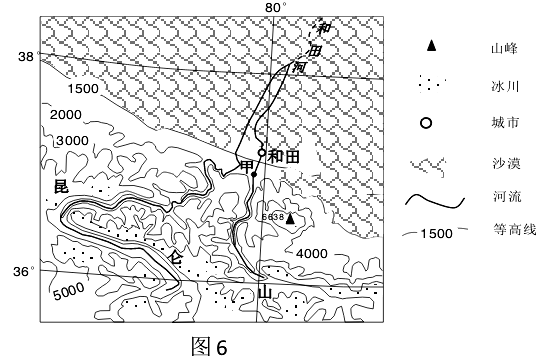 80°
38°
和
田
河
1500
2000
3000
和田
甲
昆
6638
仑
4000
36°
5000
山
山峰
冰川
城市
沙漠
河流
1500
等高线
图6